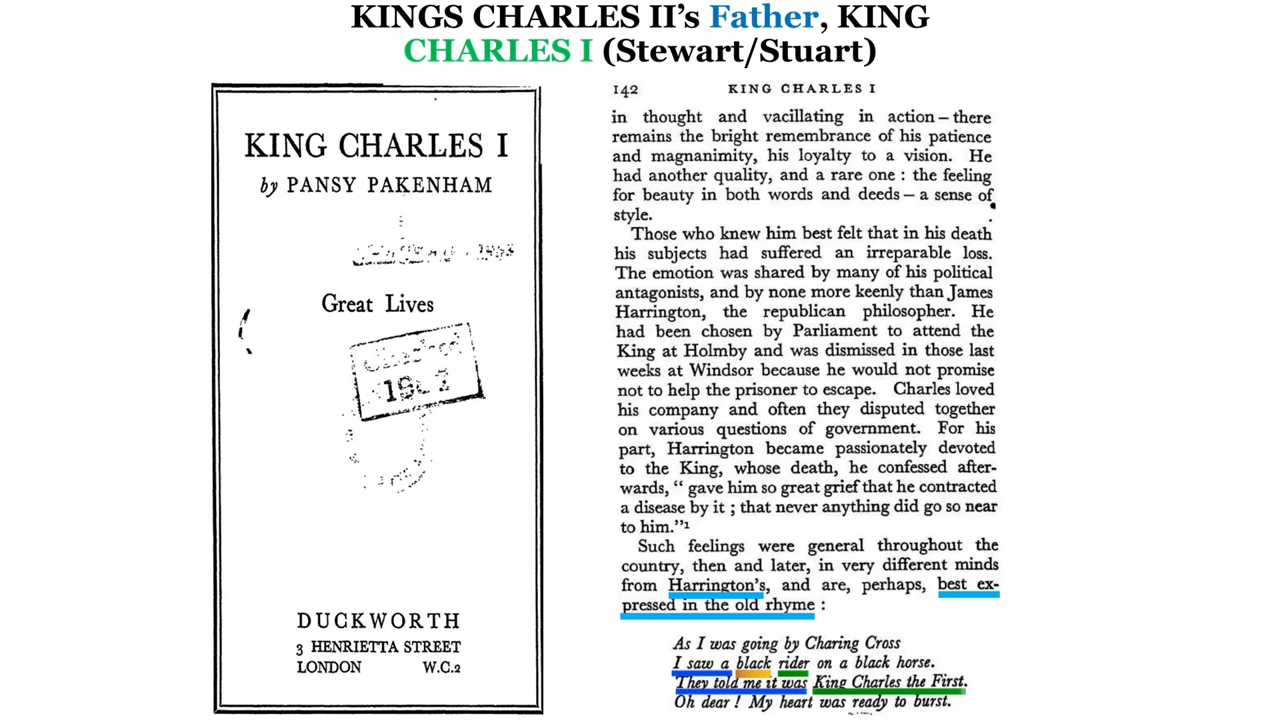 KINGS CHARLES II’s Father, KING
CHARLES I (Stewart/Stuart)
KING CHARLES I
by PANSY PAKENHAM
Great Lives
DUCKWORTH
3 HENRIETTA STREET
LONDON W.C.2
142 KING CHARLES I
in thought and vacillating in action – there
remains the bright remembrance of his patience
and magnanimity, his loyalty to a vision. He
had another quality, and a rare one : the feeling
for beauty in both words and deeds – a sense of
style.
Those who knew him best felt that in his death
his subjects had suffered an irreparable loss.
The emotion was shared by many of his political
antagonists, and by none more keenly than James
Harrington, the republican philosopher. He
had been chosen by Parliament to attend the
King at Holmby and was dismissed in those last
weeks at Windsor because he would not promise
not to help the prisoner to escape. Charles loved
his company and often they disputed together
on various questions of government. For his
part, Harrington became passionately devoted
to the King, whose death, he confessed after-
wards, “ gave him so great grief that he contracted
a disease by it ; that never anything did go so near
to him.”1
Such feelings were general throughout the
country, then and later, in very different minds
from Harrington's, and are, perhaps, best ex-
pressed in the old rhyme :
As I was going by Charing Cross
I saw a black rider on a black horse.
They told me it was King Charles the First.
Oh dear ! My heart was ready to burst.